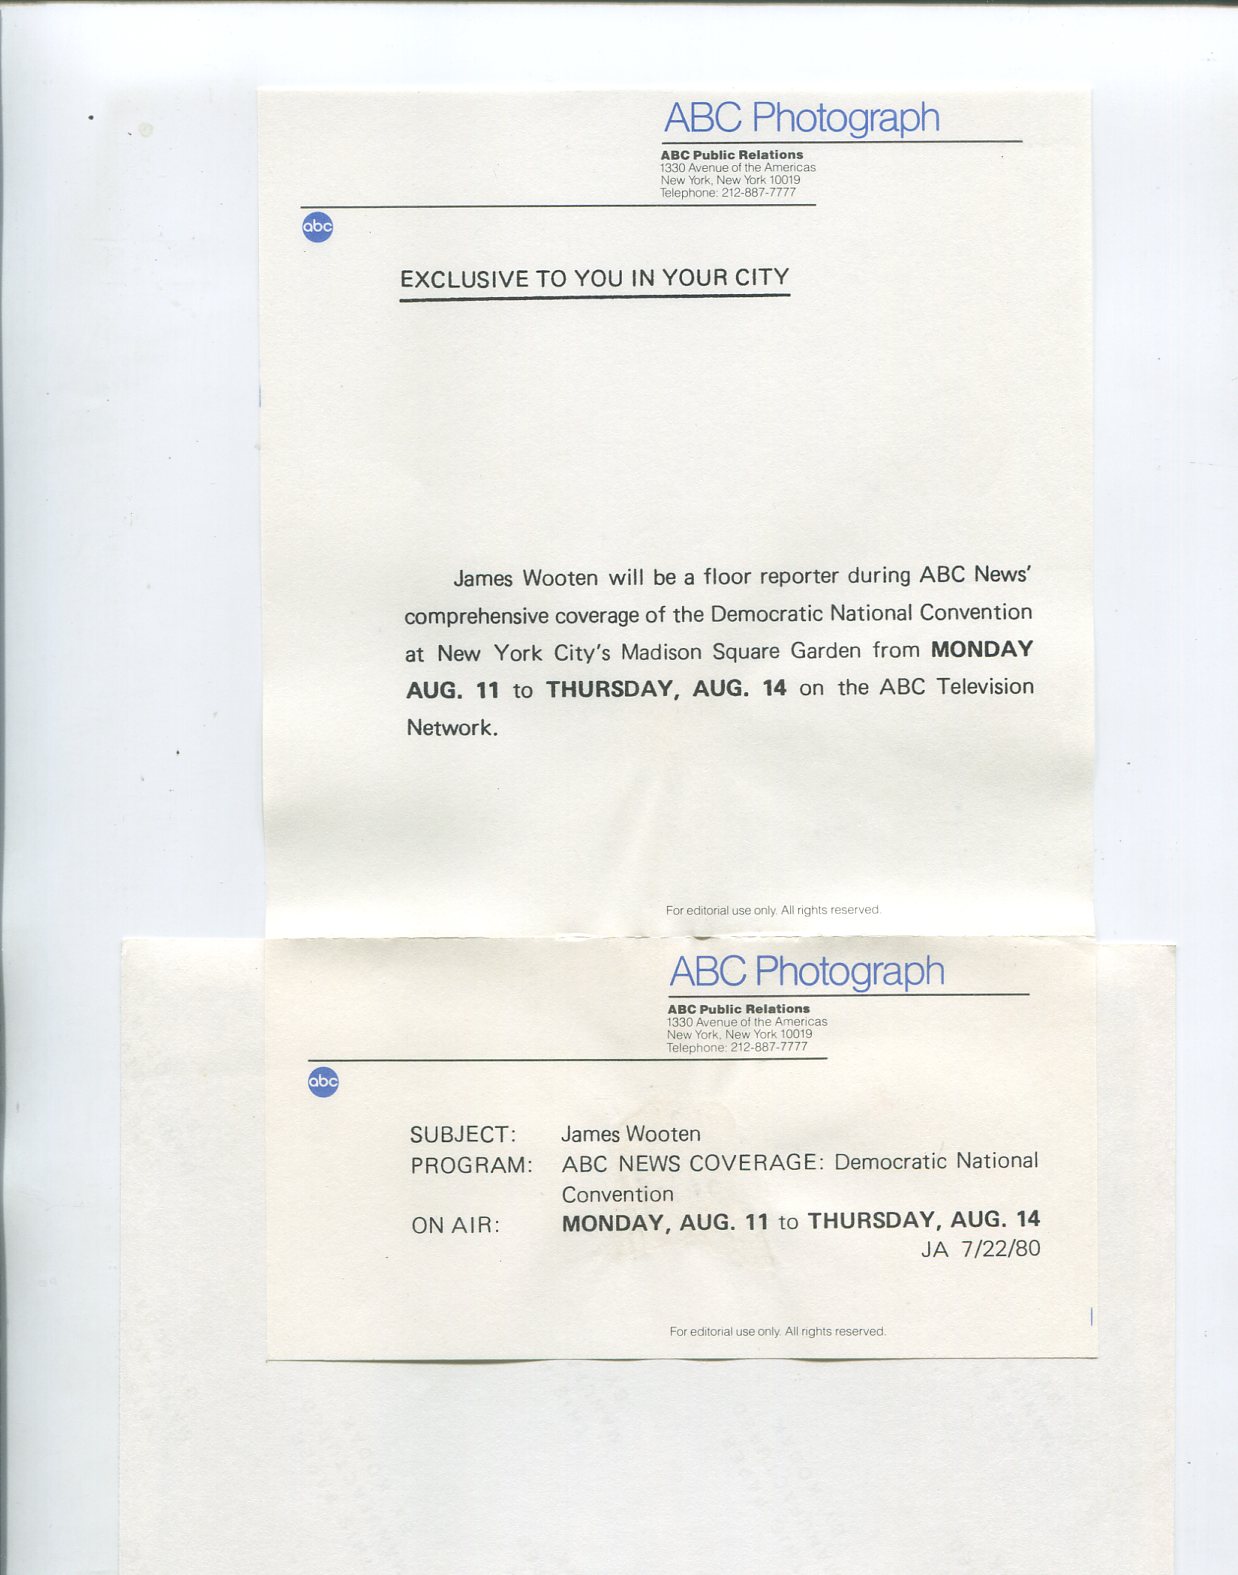 ABC Photograph
ABC Public Relations
1330 Avenue of the Americas
New York, New York 10019
Telephone: 212-887-7777
abc
EXCLUSIVE TO YOU IN YOUR CITY
James Wooten will be a floor reporter during ABC News'
comprehensive coverage of the Democratic National Convention
at New York City's Madison Square Garden from MONDAY
AUG. 11 to THURSDAY, AUG. 14 on the ABC Television
Network.
For editorial use only. All rights reserved.
ABC Photograph
ABC Public Relations
1330 Avenue of the Americas
New York, New York 10019
Telephone: 212-887-7777
abc
SUBJECT: James Wooten
PROGRAM: ABC NEWS COVERAGE: Democratic National
Convention
ON AIR: MONDAY, AUG. 11 to THURSDAY, AUG. 14
JA 7/22/80
For editorial use only. All rights reserved.